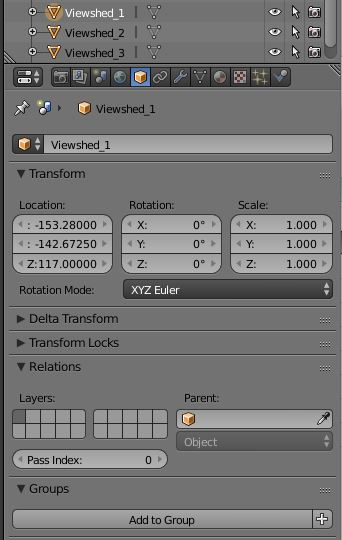 Viewshed_1
Viewshed_2
Viewshed_3
Viewshed_1
Viewshed_1
Transform
Location: Rotation: Scale:
: -153.28000 X: 0° X: 1.000
: -142.67250 Y: 0° Y: 1.000
Z:117.00000 Z: 0° Z: 1.000
Rotation Mode: XYZ Euler
Delta Transform
Transform Locks
Relations
Layers: Parent:
Object
Pass Index: 0
Groups
Add to Group